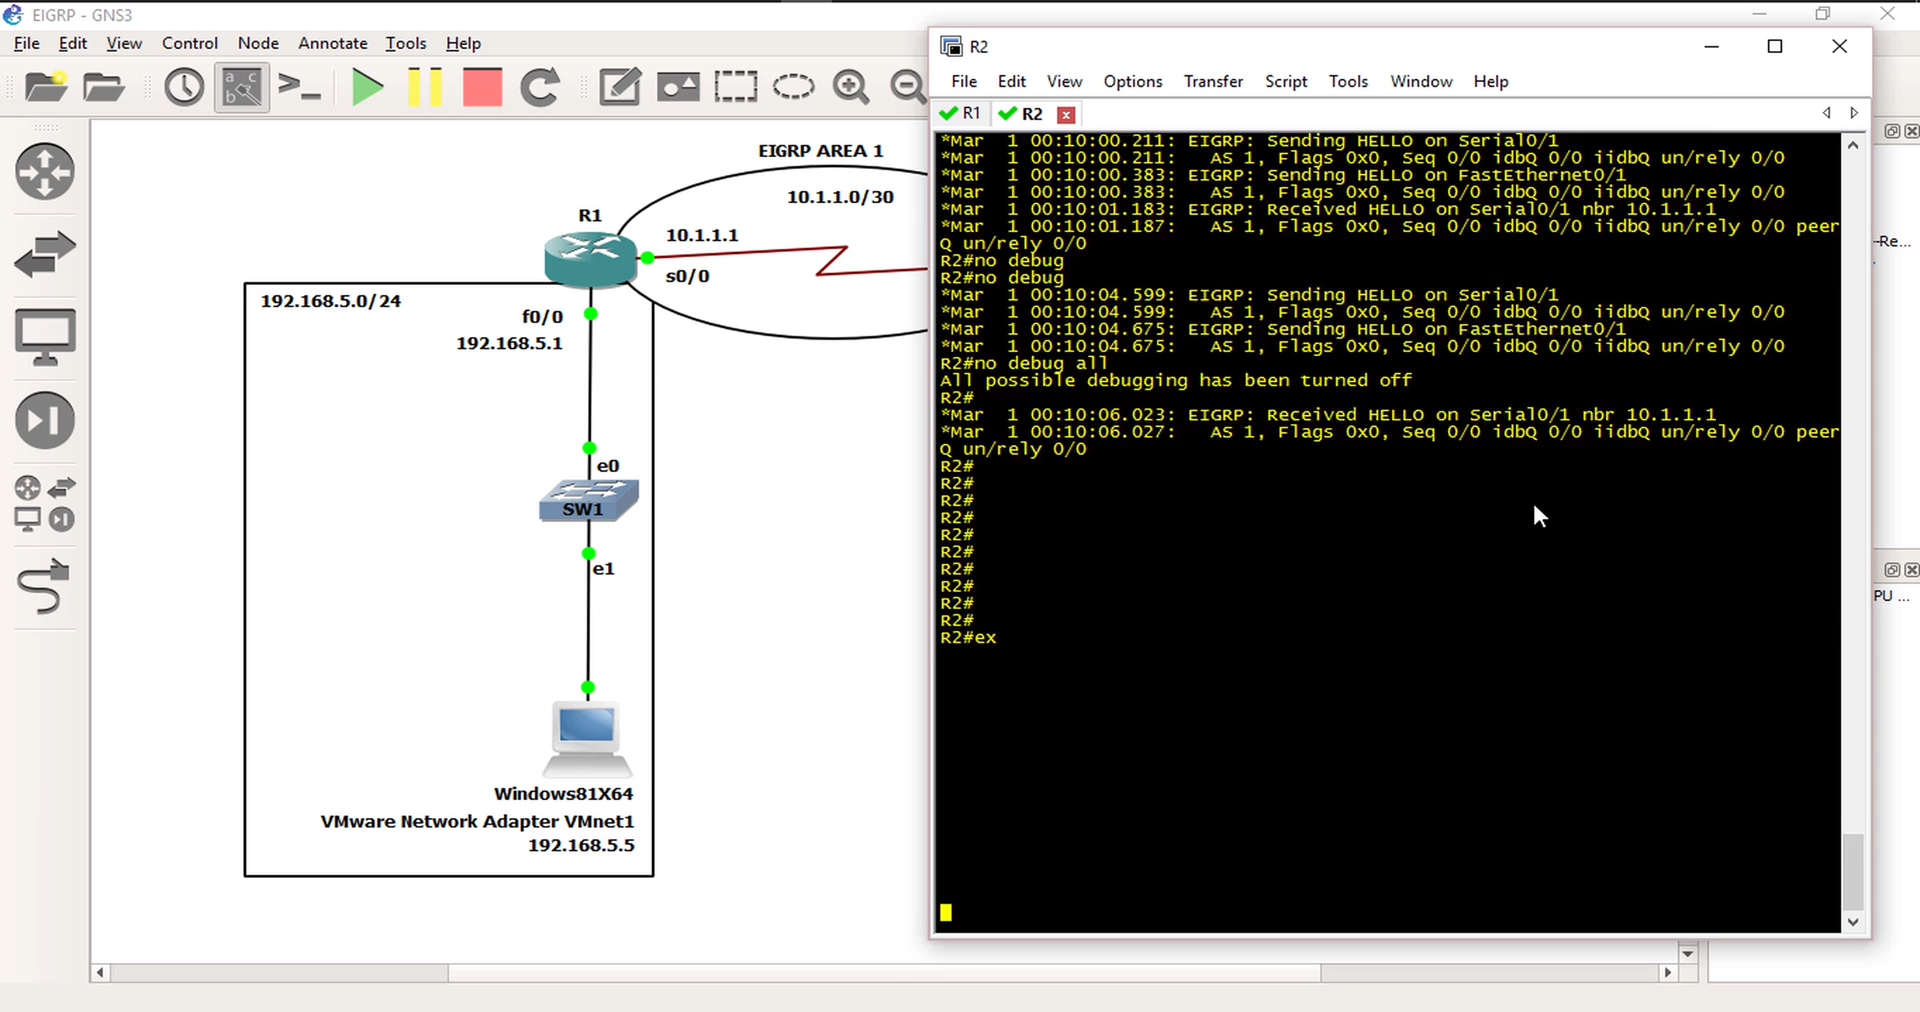 EIGRP - GNS3
File Edit View Control Node Annotate Tools Help
R2
File Edit View Options Transfer Script Tools Window Help
R1 R2
EIGRP AREA 1
10.1.1.0/30
R1
10.1.1.1
s0/0
192.168.5.0/24
f0/0
192.168.5.1
e0
SW1
e1
Windows81X64
VMware Network Adapter VMnet1
192.168.5.5
*Mar  1 00:10:00.211: EIGRP: Sending HELLO on Serial0/1
*Mar  1 00:10:00.211:   AS 1, Flags 0x0, Seq 0/0 idbQ 0/0 iidbQ un/rely 0/0
*Mar  1 00:10:00.383: EIGRP: Sending HELLO on FastEthernet0/1
*Mar  1 00:10:00.383:   AS 1, Flags 0x0, Seq 0/0 idbQ 0/0 iidbQ un/rely 0/0
*Mar  1 00:10:01.183: EIGRP: Received HELLO on Serial0/1 nbr 10.1.1.1
*Mar  1 00:10:01.187:   AS 1, Flags 0x0, Seq 0/0 idbQ 0/0 iidbQ un/rely 0/0 peer
Q un/rely 0/0
R2#no debug
R2#no debug
*Mar  1 00:10:04.599: EIGRP: Sending HELLO on Serial0/1
*Mar  1 00:10:04.599:   AS 1, Flags 0x0, Seq 0/0 idbQ 0/0 iidbQ un/rely 0/0
*Mar  1 00:10:04.675: EIGRP: Sending HELLO on FastEthernet0/1
*Mar  1 00:10:04.675:   AS 1, Flags 0x0, Seq 0/0 idbQ 0/0 iidbQ un/rely 0/0
R2#no debug all
All possible debugging has been turned off
R2#
*Mar  1 00:10:06.023: EIGRP: Received HELLO on Serial0/1 nbr 10.1.1.1
*Mar  1 00:10:06.027:   AS 1, Flags 0x0, Seq 0/0 idbQ 0/0 iidbQ un/rely 0/0 peer
Q un/rely 0/0
R2#
R2#
R2#
R2#
R2#
R2#
R2#
R2#
R2#
R2#
R2#ex
-Re...
PU ...